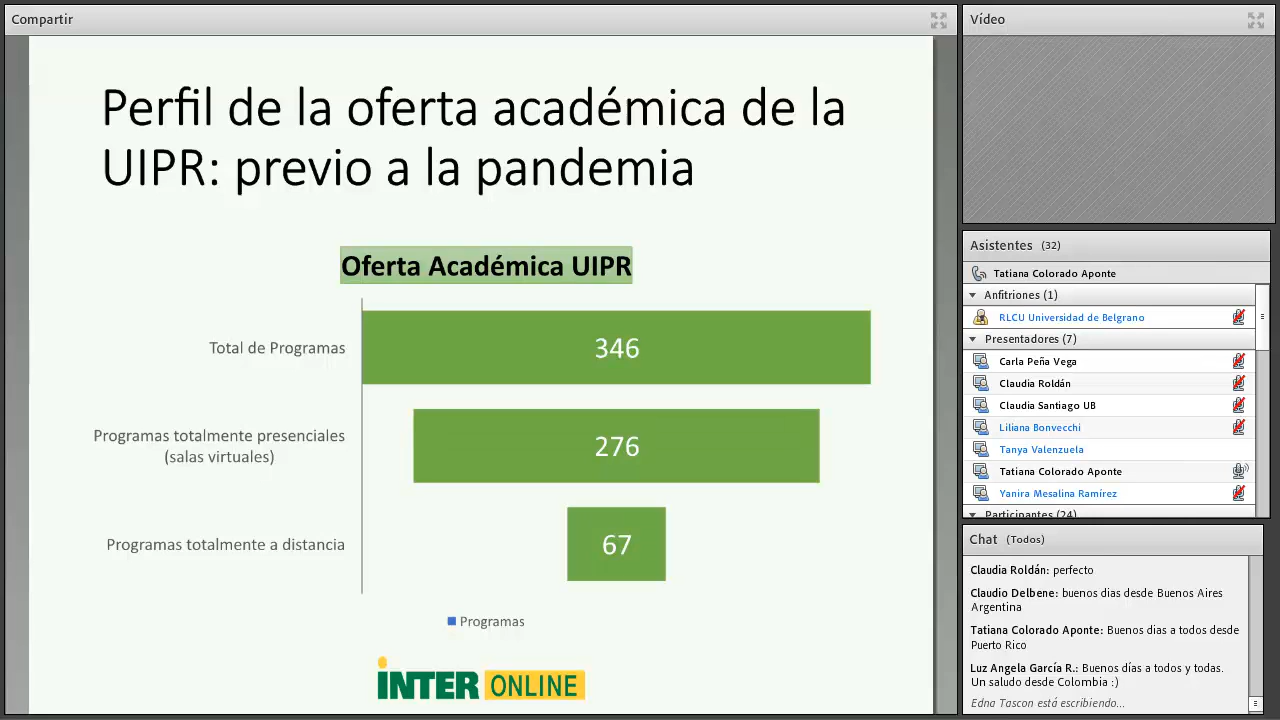 Compartir
Perfil de la oferta académica de la
UIPR: previo a la pandemia
Oferta Académica UIPR
Total de Programas
346
Programas totalmente presenciales
(salas virtuales)
276
Programas totalmente a distancia
67
Programas
INTER ONLINE
Vídeo
Asistentes (32)
Tatiana Colorado Aponte
Anfitriones (1)
RLCU Universidad de Belgrano
Presentadores (7)
Carla Peña Vega
Claudia Roldán
Claudia Santiago UB
Liliana Bonvecchi
Tanya Valenzuela
Tatiana Colorado Aponte
Yanira Mesalina Ramírez
Participantes (24)
Chat (Todos)
Claudia Roldán: perfecto
Claudio Delbene: buenos dias desde Buenos Aires
Argentina
Tatiana Colorado Aponte: Buenos dias a todos desde
Puerto Rico
Luz Angela García R.: Buenos días a todos y todas.
Un saludo desde Colombia :)
Edna Tascon está escribiendo...